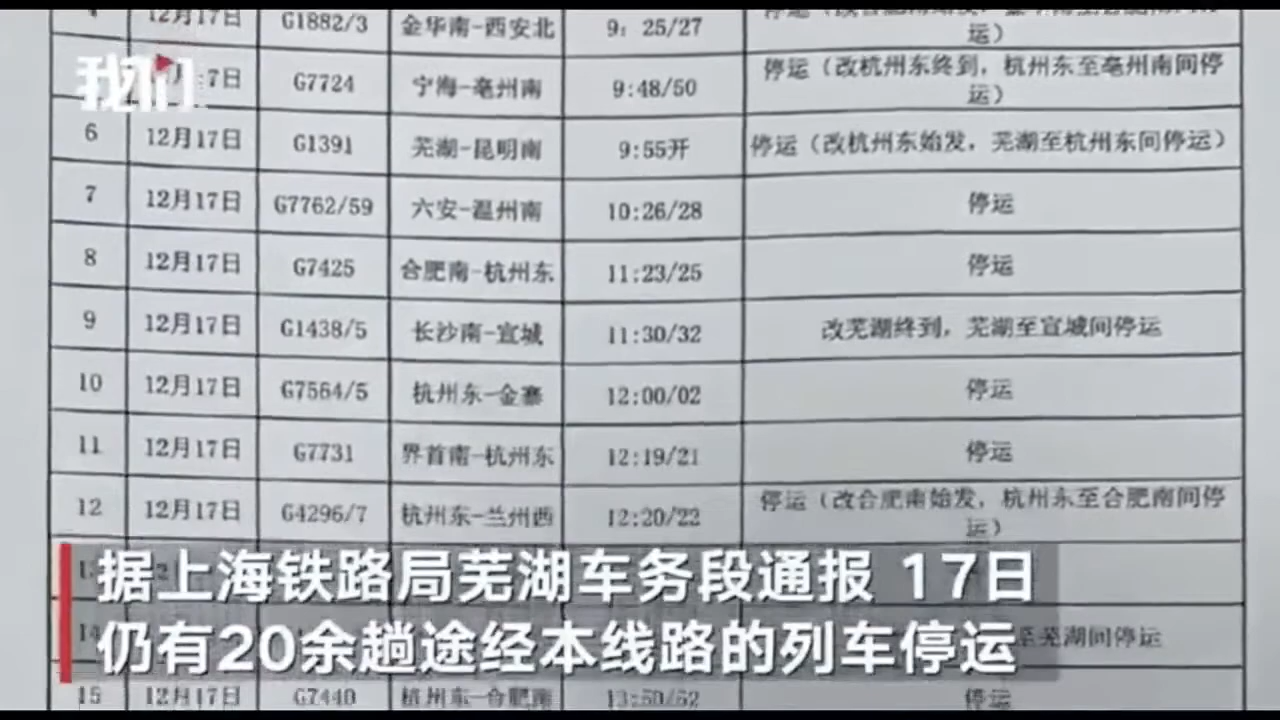 12月17日 G1882/3 金华南-西安北 9:25/27
运)
我们
7日 G7724 宁海-亳州南 9:48/50 停运(改杭州东终到,杭州东至亳州南间停
运)
6 12月17日 G1391 芜湖-昆明南 9:55开 停运(改杭州东始发,芜湖至杭州东间停运)
7 12月17日 G7762/59 六安-温州南 10:26/28 停运
8 12月17日 G7425 合肥南-杭州东 11:23/25 停运
9 12月17日 G1438/5 长沙南-宣城 11:30/32 改芜湖终到,芜湖至宣城间停运
10 12月17日 G7564/5 杭州东-金寨 12:00/02 停运
11 12月17日 G7731 界首南-杭州东 12:19/21 停运
12 12月17日 G4296/7 杭州东-兰州西 12:20/22 停运(改合肥南始发,杭州东至合肥南间停
运)
据上海铁路局芜湖车务段通报 17日
仍有20余趟途经本线路的列车停运
14 至芜湖间停运
15 12月17日 G7440 杭州东-合肥南 13:50/52 停运